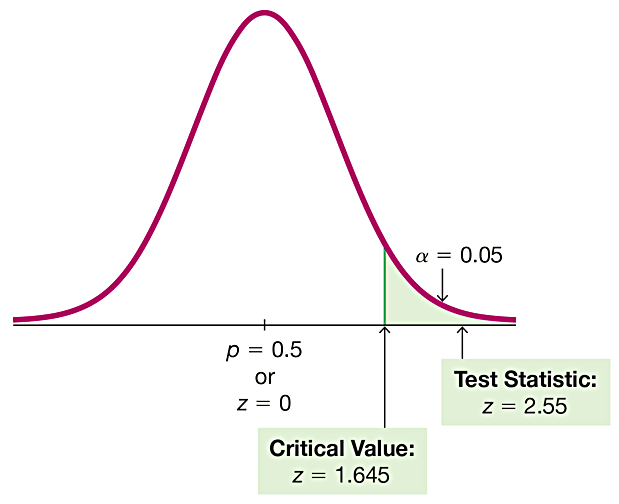 α = 0.05
p = 0.5
or
z = 0
Test Statistic:
z = 2.55
Critical Value:
z = 1.645